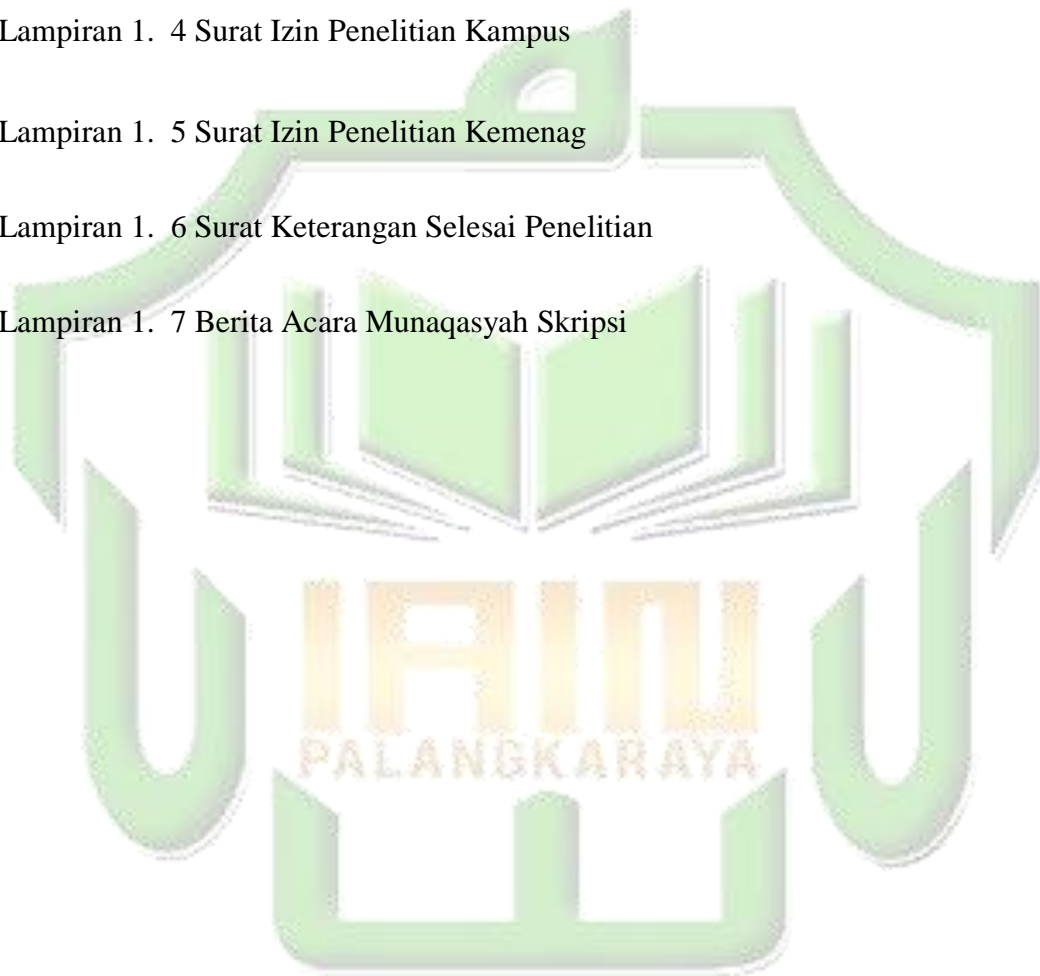 Lampiran 1.  4 Surat Izin Penelitian Kampus
Lampiran 1.  5 Surat Izin Penelitian Kemenag
Lampiran 1.  6 Surat Keterangan Selesai Penelitian
Lampiran 1.  7 Berita Acara Munaqasyah Skripsi
IAIN
PALANGKARAYA